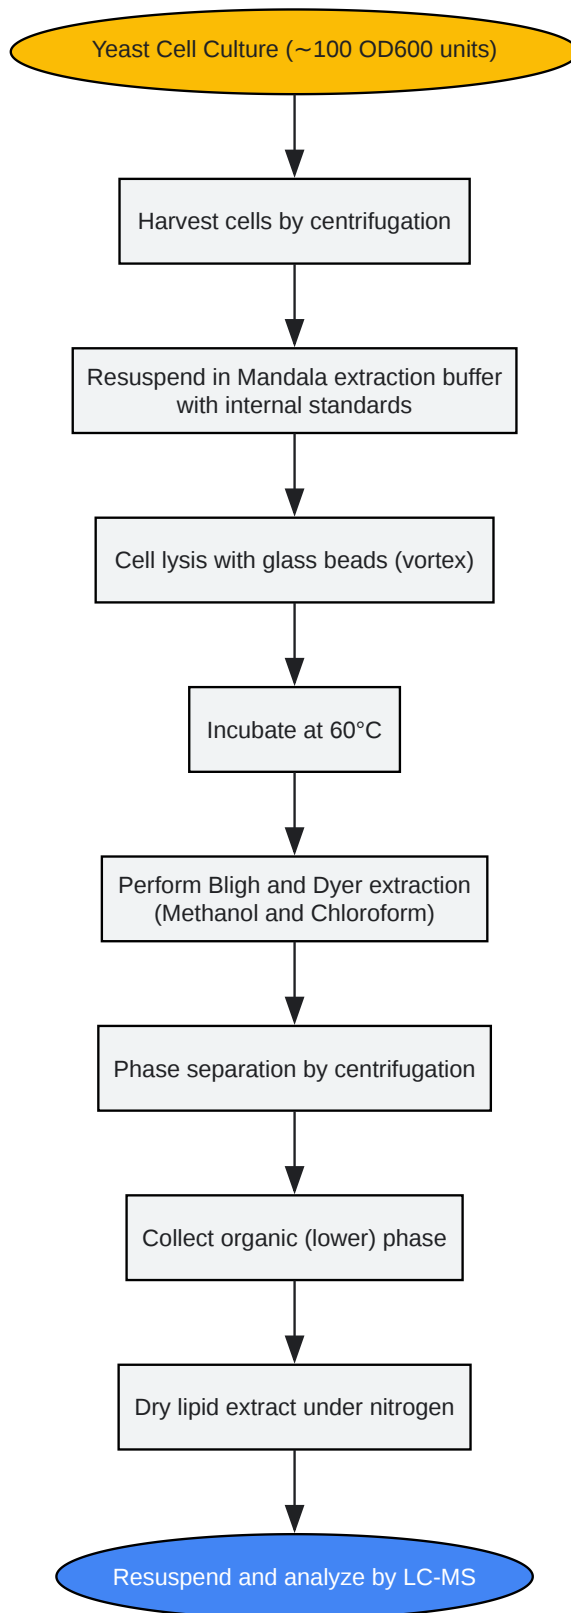 Yeast Cell Culture (~100 OD600 units)
Harvest cells by centrifugation
Resuspend in Mandala extraction buffer
with internal standards
Cell lysis with glass beads (vortex)
Incubate at 60°C
Perform Bligh and Dyer extraction
(Methanol and Chloroform)
Phase separation by centrifugation
Collect organic (lower) phase
Dry lipid extract under nitrogen
Resuspend and analyze by LC-MS